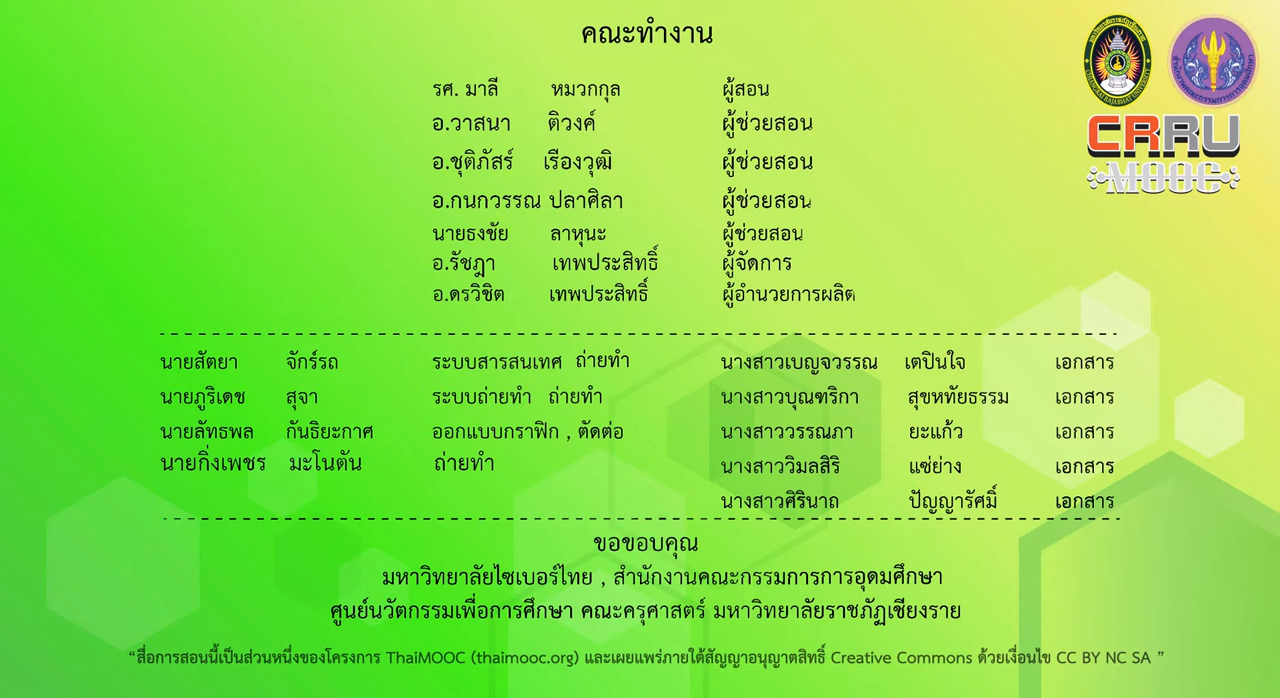 คณะทำงาน
รศ. มาลี หมวกกุล ผู้สอน
อ.วาสนา ติวงค์ ผู้ช่วยสอน
อ.ชุติภัสร์ เรืองวุฒิ ผู้ช่วยสอน
อ.กนกวรรณ ปลาศิลา ผู้ช่วยสอน
นายธงชัย ลาหุนะ ผู้ช่วยสอน
อ.รัชฎา เทพประสิทธิ์ ผู้จัดการ
อ.ดรวิชิต เทพประสิทธิ์ ผู้อำนวยการผลิต
CRRU
MOOC
นายสัตยา จักร์รถ ระบบสารสนเทศ ถ่ายทำ
นายภูริเดช สุจา ระบบถ่ายทำ ถ่ายทำ
นายลัทธพล กันธิยะกาศ ออกแบบกราฟิก , ตัดต่อ
นายกิ่งเพชร มะโนตัน ถ่ายทำ
นางสาวเบญจวรรณ เตปินใจ เอกสาร
นางสาวบุณฑริกา สุขหทัยธรรม เอกสาร
นางสาววรรณภา ยะแก้ว เอกสาร
นางสาววิมลสิริ แซ่ย่าง เอกสาร
นางสาวศิรินาถ ปัญญารัศมิ์ เอกสาร
ขอขอบคุณ
มหาวิทยาลัยไซเบอร์ไทย , สำนักงานคณะกรรมการการอุดมศึกษา
ศูนย์นวัตกรรมเพื่อการศึกษา คณะครุศาสตร์ มหาวิทยาลัยราชภัฏเชียงราย
“สื่อการสอนนี้เป็นส่วนหนึ่งของโครงการ ThaiMOOC (thaimooc.org) และเผยแพร่ภายใต้สัญญาอนุญาตสิทธิ์ Creative Commons ด้วยเงื่อนไข CC BY NC SA ”